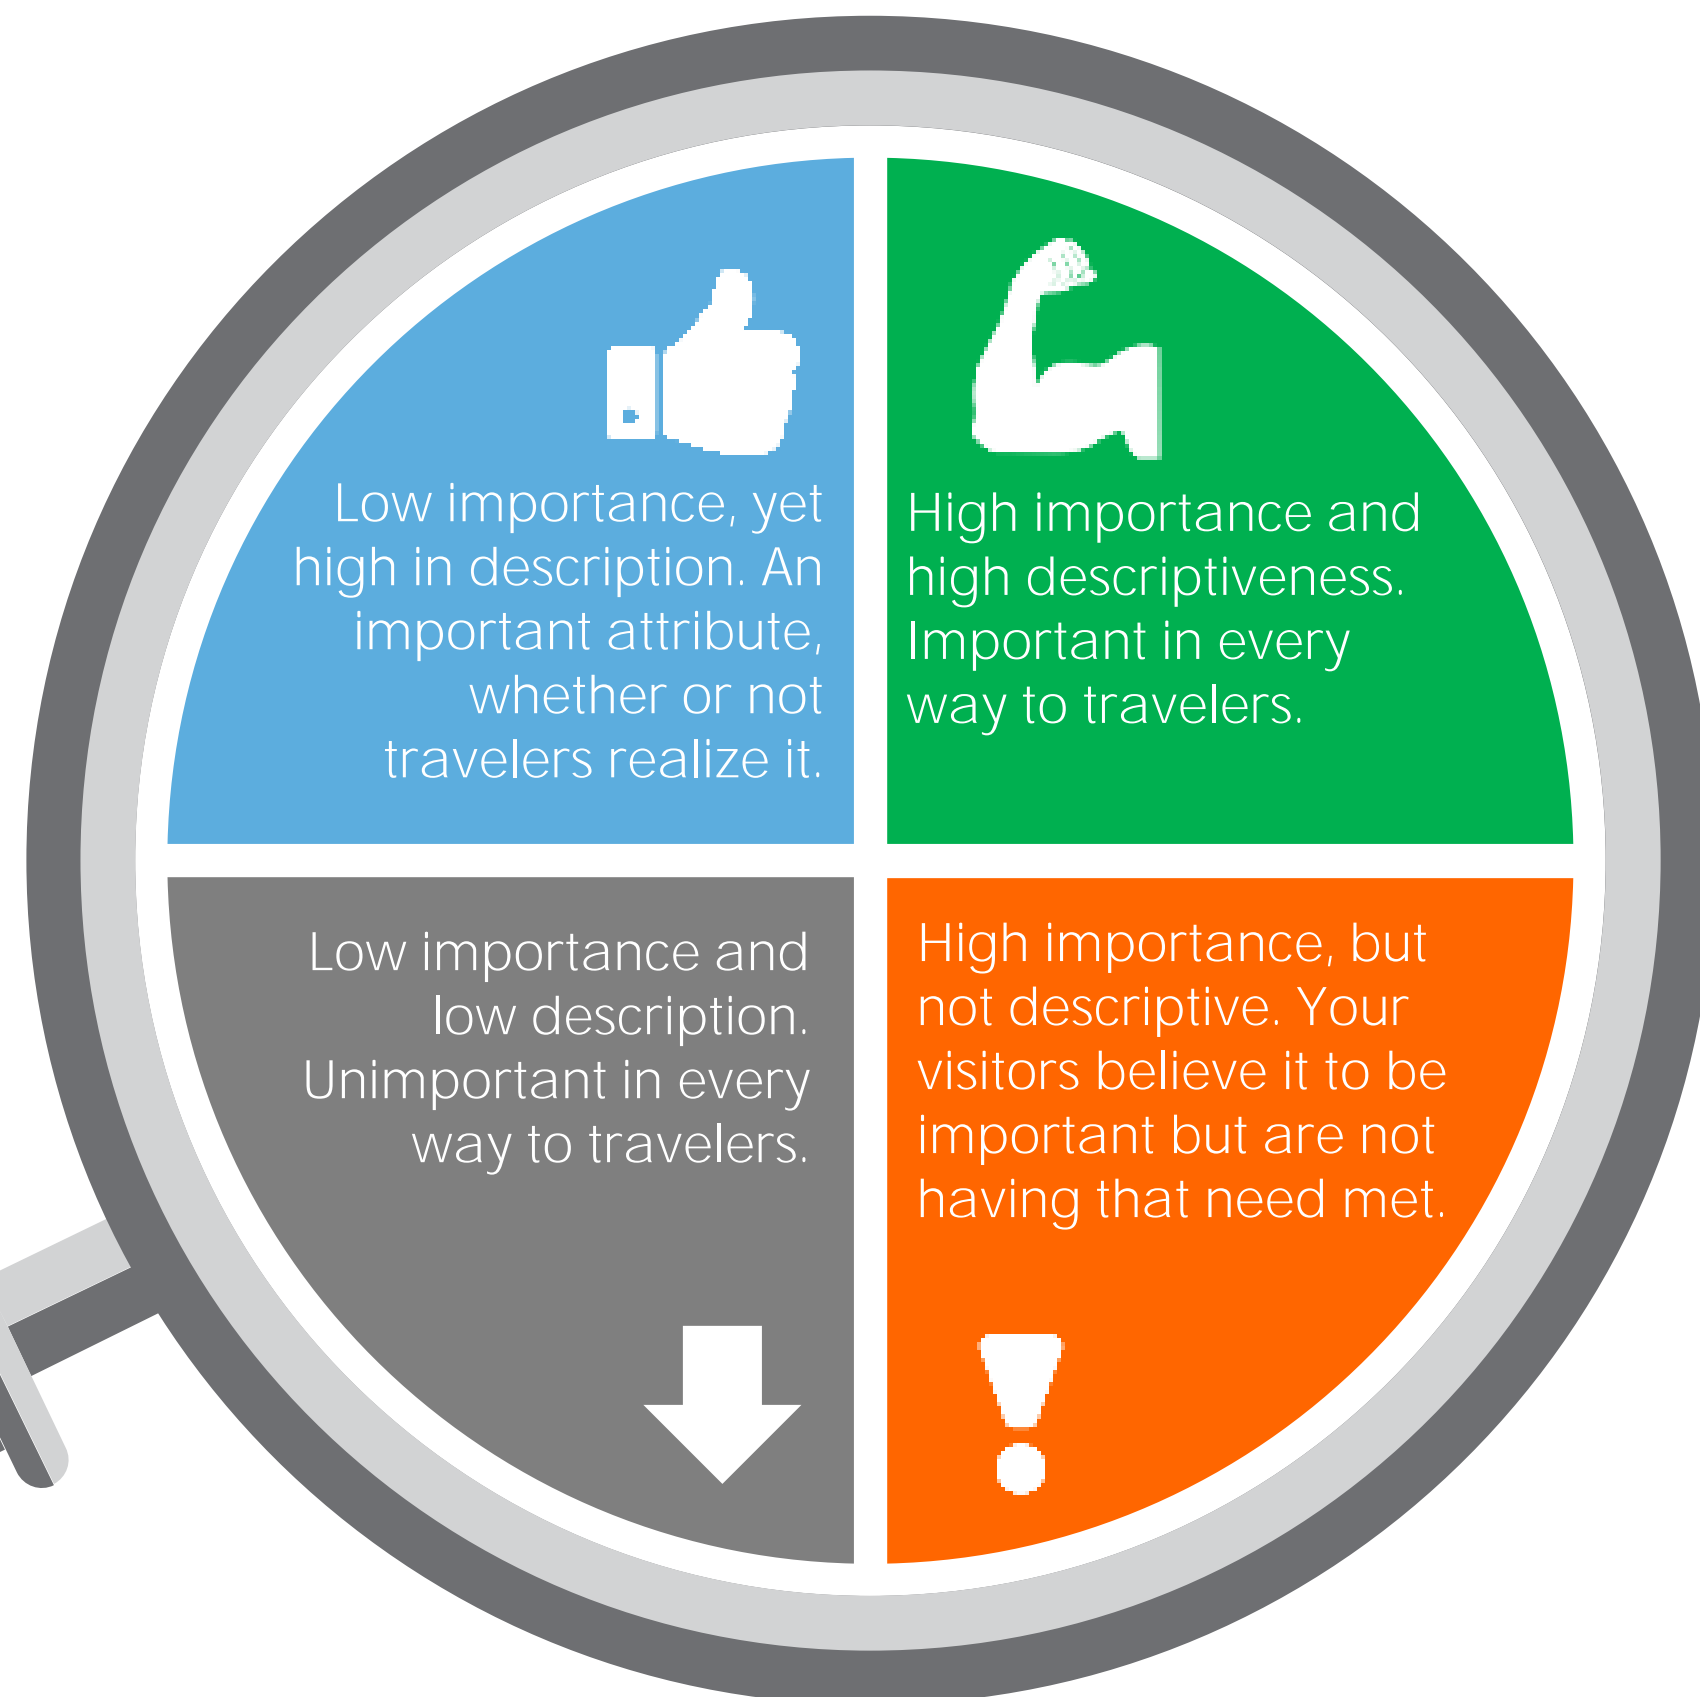 Low importance, yet
high in description. An
important attribute,
whether or not
travelers realize it.
High importance and
high descriptiveness.
Important in every
way to travelers.
Low importance and
low description.
Unimportant in every
way to travelers.
High importance, but
not descriptive. Your
visitors believe it to be
important but are not
having that need met.